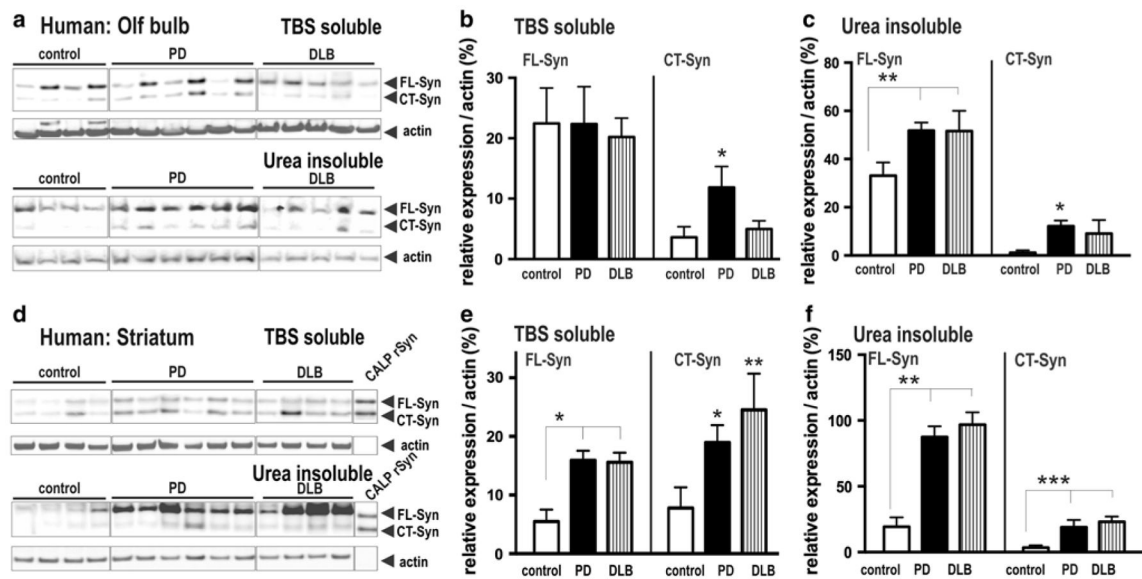 a Human: Olf bulb TBS soluble
control PD DLB
FL-Syn
CT-Syn
actin
Urea insoluble
control PD DLB
FL-Syn
CT-Syn
actin
b TBS soluble
FL-Syn CT-Syn
relative expression / actin (%)
30
20
10
0
*
control PD DLB control PD DLB
c Urea insoluble
FL-Syn CT-Syn
relative expression / actin (%)
80
60
40
20
0
**
*
control PD DLB control PD DLB
d Human: Striatum TBS soluble
control PD DLB CALP rSyn
FL-Syn
CT-Syn
actin
Urea insoluble
control PD DLB CALP rSyn
FL-Syn
CT-Syn
actin
e TBS soluble
FL-Syn CT-Syn
relative expression / actin (%)
30
20
10
0
*
*
**
control PD DLB control PD DLB
f Urea insoluble
FL-Syn CT-Syn
relative expression / actin (%)
150
100
50
0
**
***
control PD DLB control PD DLB